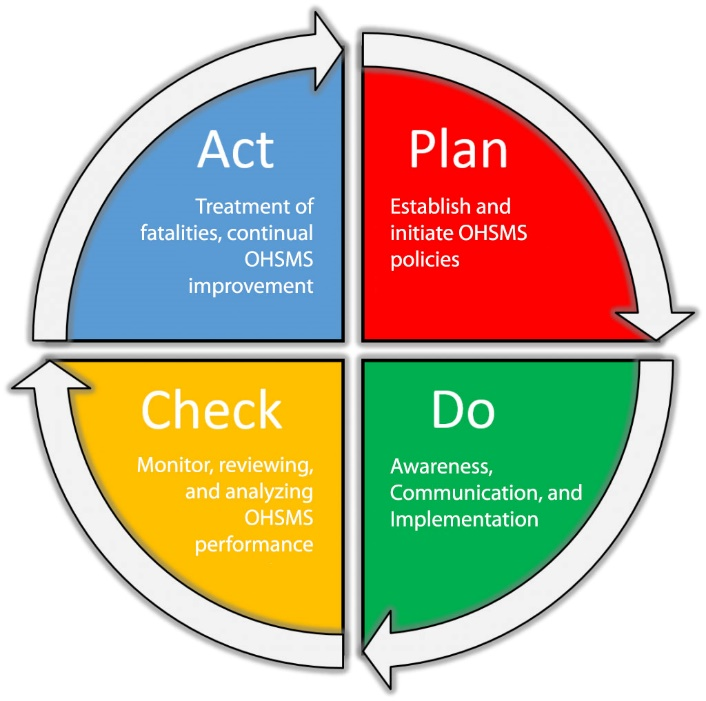 Act
Treatment of
fatalities, continual
OHSMS
improvement
Plan
Establish and
initiate OHSMS
policies
Check
Monitor, reviewing,
and analyzing
OHSMS
performance
Do
Awareness,
Communication, and
Implementation